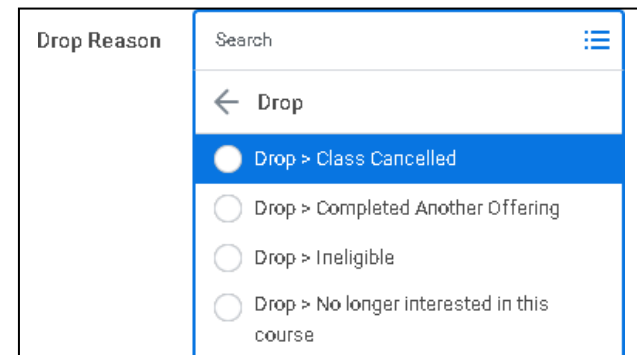 Drop Reason
Search
Drop
Drop > Class Cancelled
Drop > Completed Another Offering
Drop > Ineligible
Drop > No longer interested in this
course